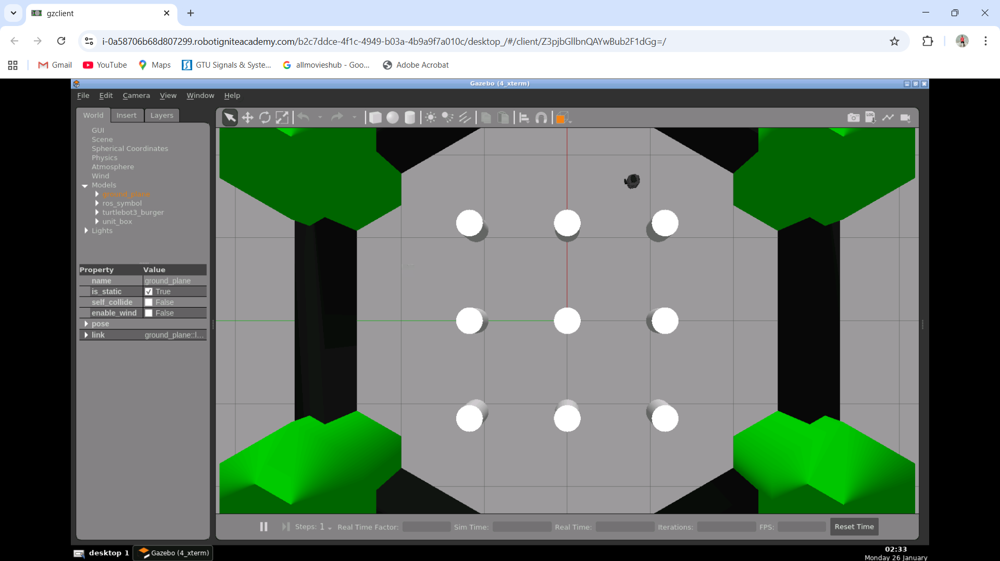 gzclient
i-0a58706b68d807299.robotigniteacademy.com/b2c7ddce-4f1c-4949-b03a-4b9a9f7a010c/desktop_/#/client/Z3pjbGllbnQAYwBub2F1dGg=/
Gmail YouTube Maps GTU Signals & Syste... allmovieshub - Goo... Adobe Acrobat
Gazebo (4_xterm)
File Edit Camera View Window Help
World Insert Layers
LOG
GUI
Scene
Spherical Coordinates
Physics
Atmosphere
Wind
Models
ground_plane
ros_symbol
turtlebot3_burger
unit_box
Lights
Property Value
name ground_plane
is_static True
self_collide False
enable_wind False
pose
link ground_plane::l...
Steps: 1 Real Time Factor: Sim Time: Real Time: Iterations: FPS: Reset Time
desktop 1 Gazebo (4_xterm)
02:33
Monday 26 January